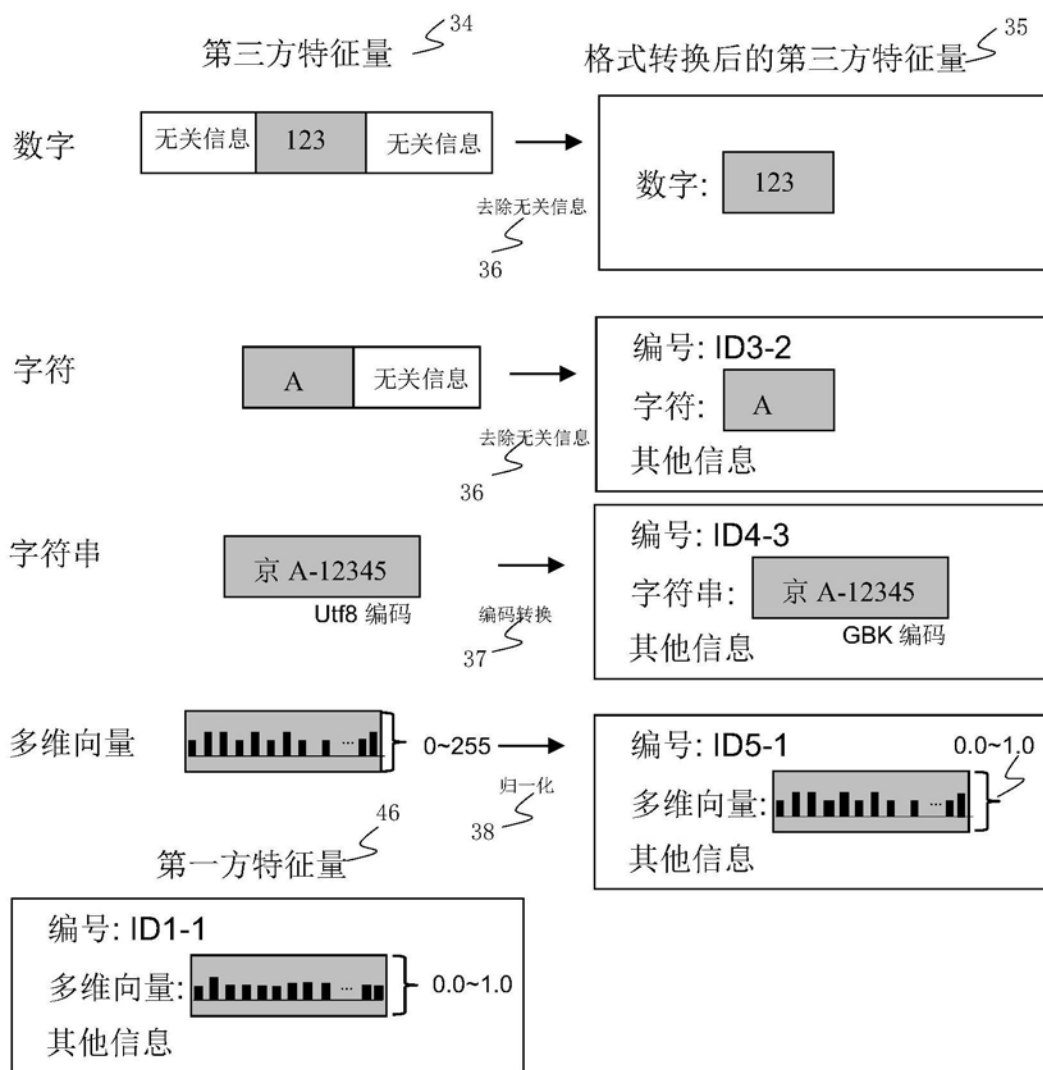 第三方特征量 34
格式转换后的第三方特征量 35
数字 无关信息 123 无关信息
数字: 123
去除无关信息
36
字符 A 无关信息
编号: ID3-2
字符: A
其他信息
去除无关信息
36
字符串 京 A-12345
Utf8 编码
编码转换
37
编号: ID4-3
字符串: 京 A-12345
GBK 编码
其他信息
多维向量 ... 0~255
归一化
38
编号: ID5-1 0.0~1.0
多维向量: ...
其他信息
第一方特征量 46
编号: ID1-1
多维向量: ... 0.0~1.0
其他信息